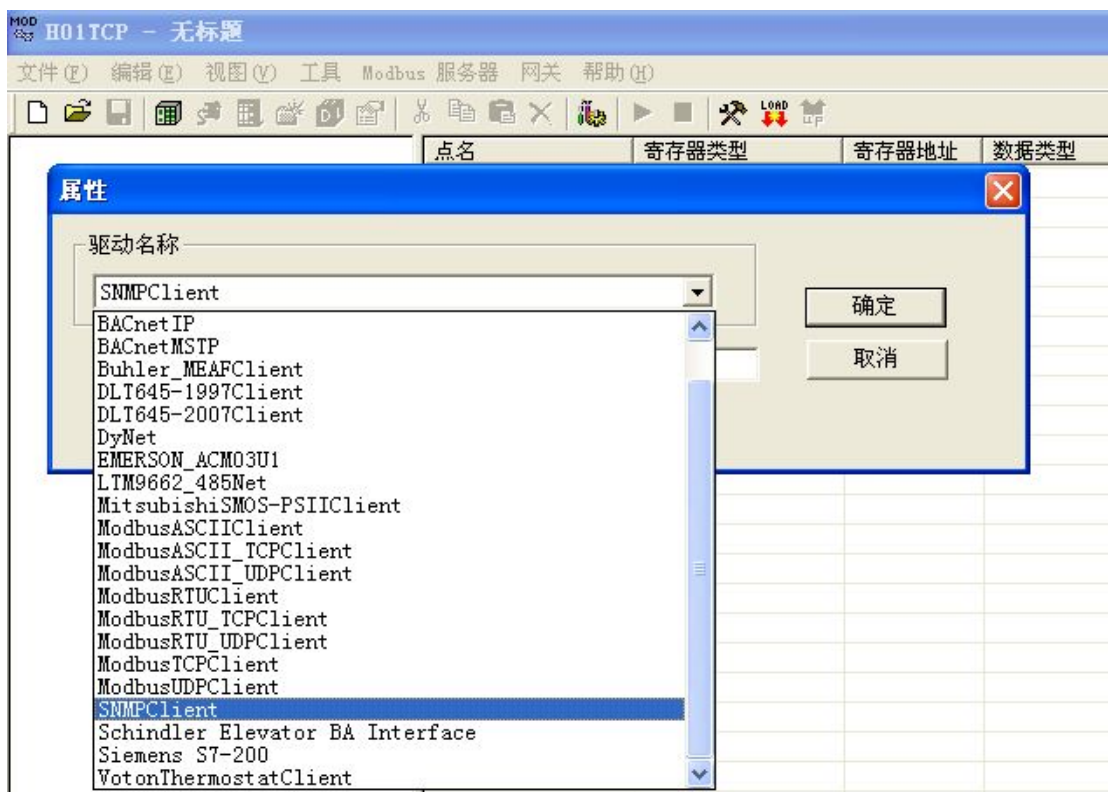 MOD H01TCP - 无标题
文件(F) 编辑(E) 视图(V) 工具 Modbus 服务器 网关 帮助(H)
DI LOAD UP
点名 寄存器类型 寄存器地址 数据类型
属性
驱动名称
SNMPClient
确定
取消
BACnetIP
BACnetMSTP
Buhler_MEAFClient
DLT645-1997Client
DLT645-2007Client
DyNet
EMERSON_ACM03U1
LTM9662_485Net
MitsubishiSMOS-PSIIClient
ModbusASCIIClient
ModbusASCII_TCPClient
ModbusASCII_UDPClient
ModbusRTUClient
ModbusRTU_TCPClient
ModbusRTU_UDPClient
ModbusTCPClient
ModbusUDPClient
SNMPClient
Schindler Elevator BA Interface
Siemens S7-200
VotonThermostatClient